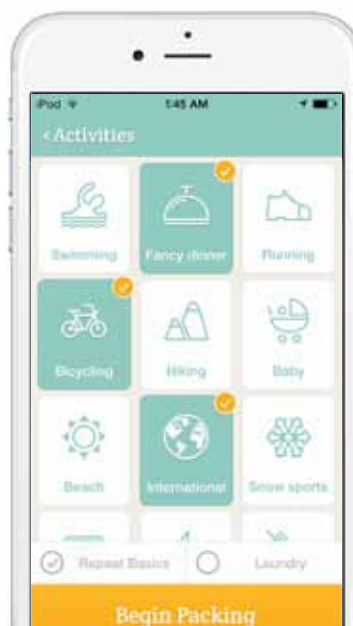 iPod 1:45 AM
< Activities
Swimming Fancy dinner Running
Bicycling Hiking Baby
Beach International Snow sports
Repeat Basics Laundry
Begin Packing